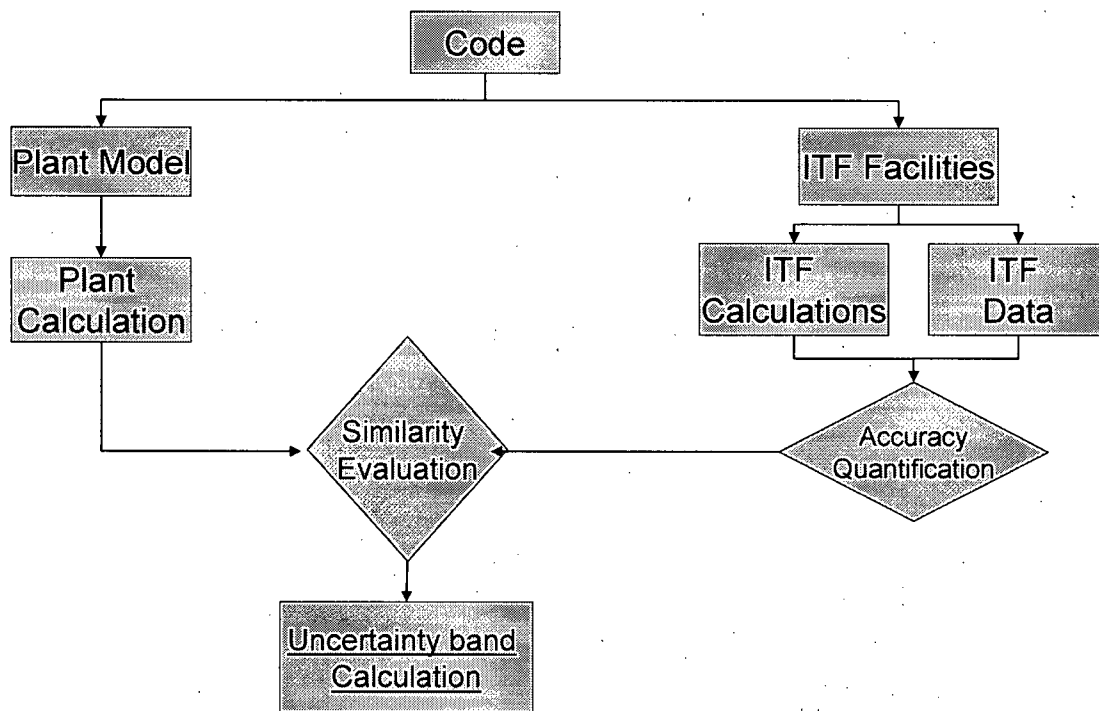 Code
Plant Model
ITF Facilities
Plant
Calculation
ITF
Calculations
ITF
Data
Similarity
Evaluation
Accuracy
Quantification
Uncertainty band
Calculation